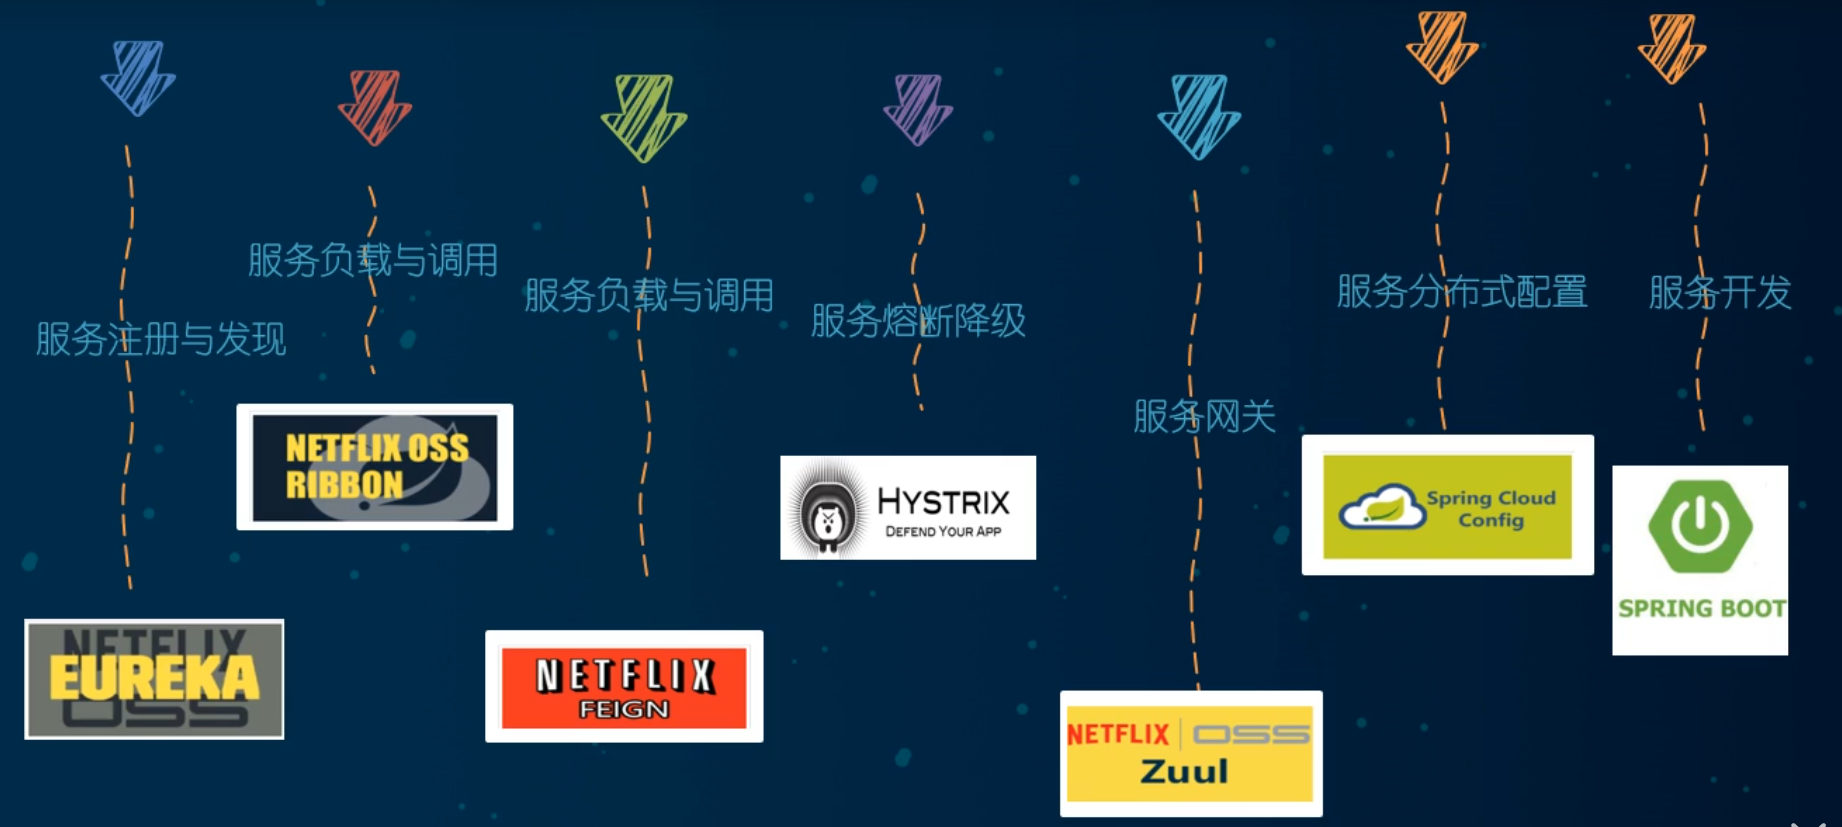 服务注册与发现
NETFLIX
EUREKA
OSS
服务负载与调用
NETFLIX OSS
RIBBON
服务负载与调用
NETFLIX
FEIGN
服务熔断降级
HYSTRIX
DEFEND YOUR APP
服务网关
NETFLIX | OSS
Zuul
服务分布式配置
Spring Cloud
Config
服务开发
SPRING BOOT